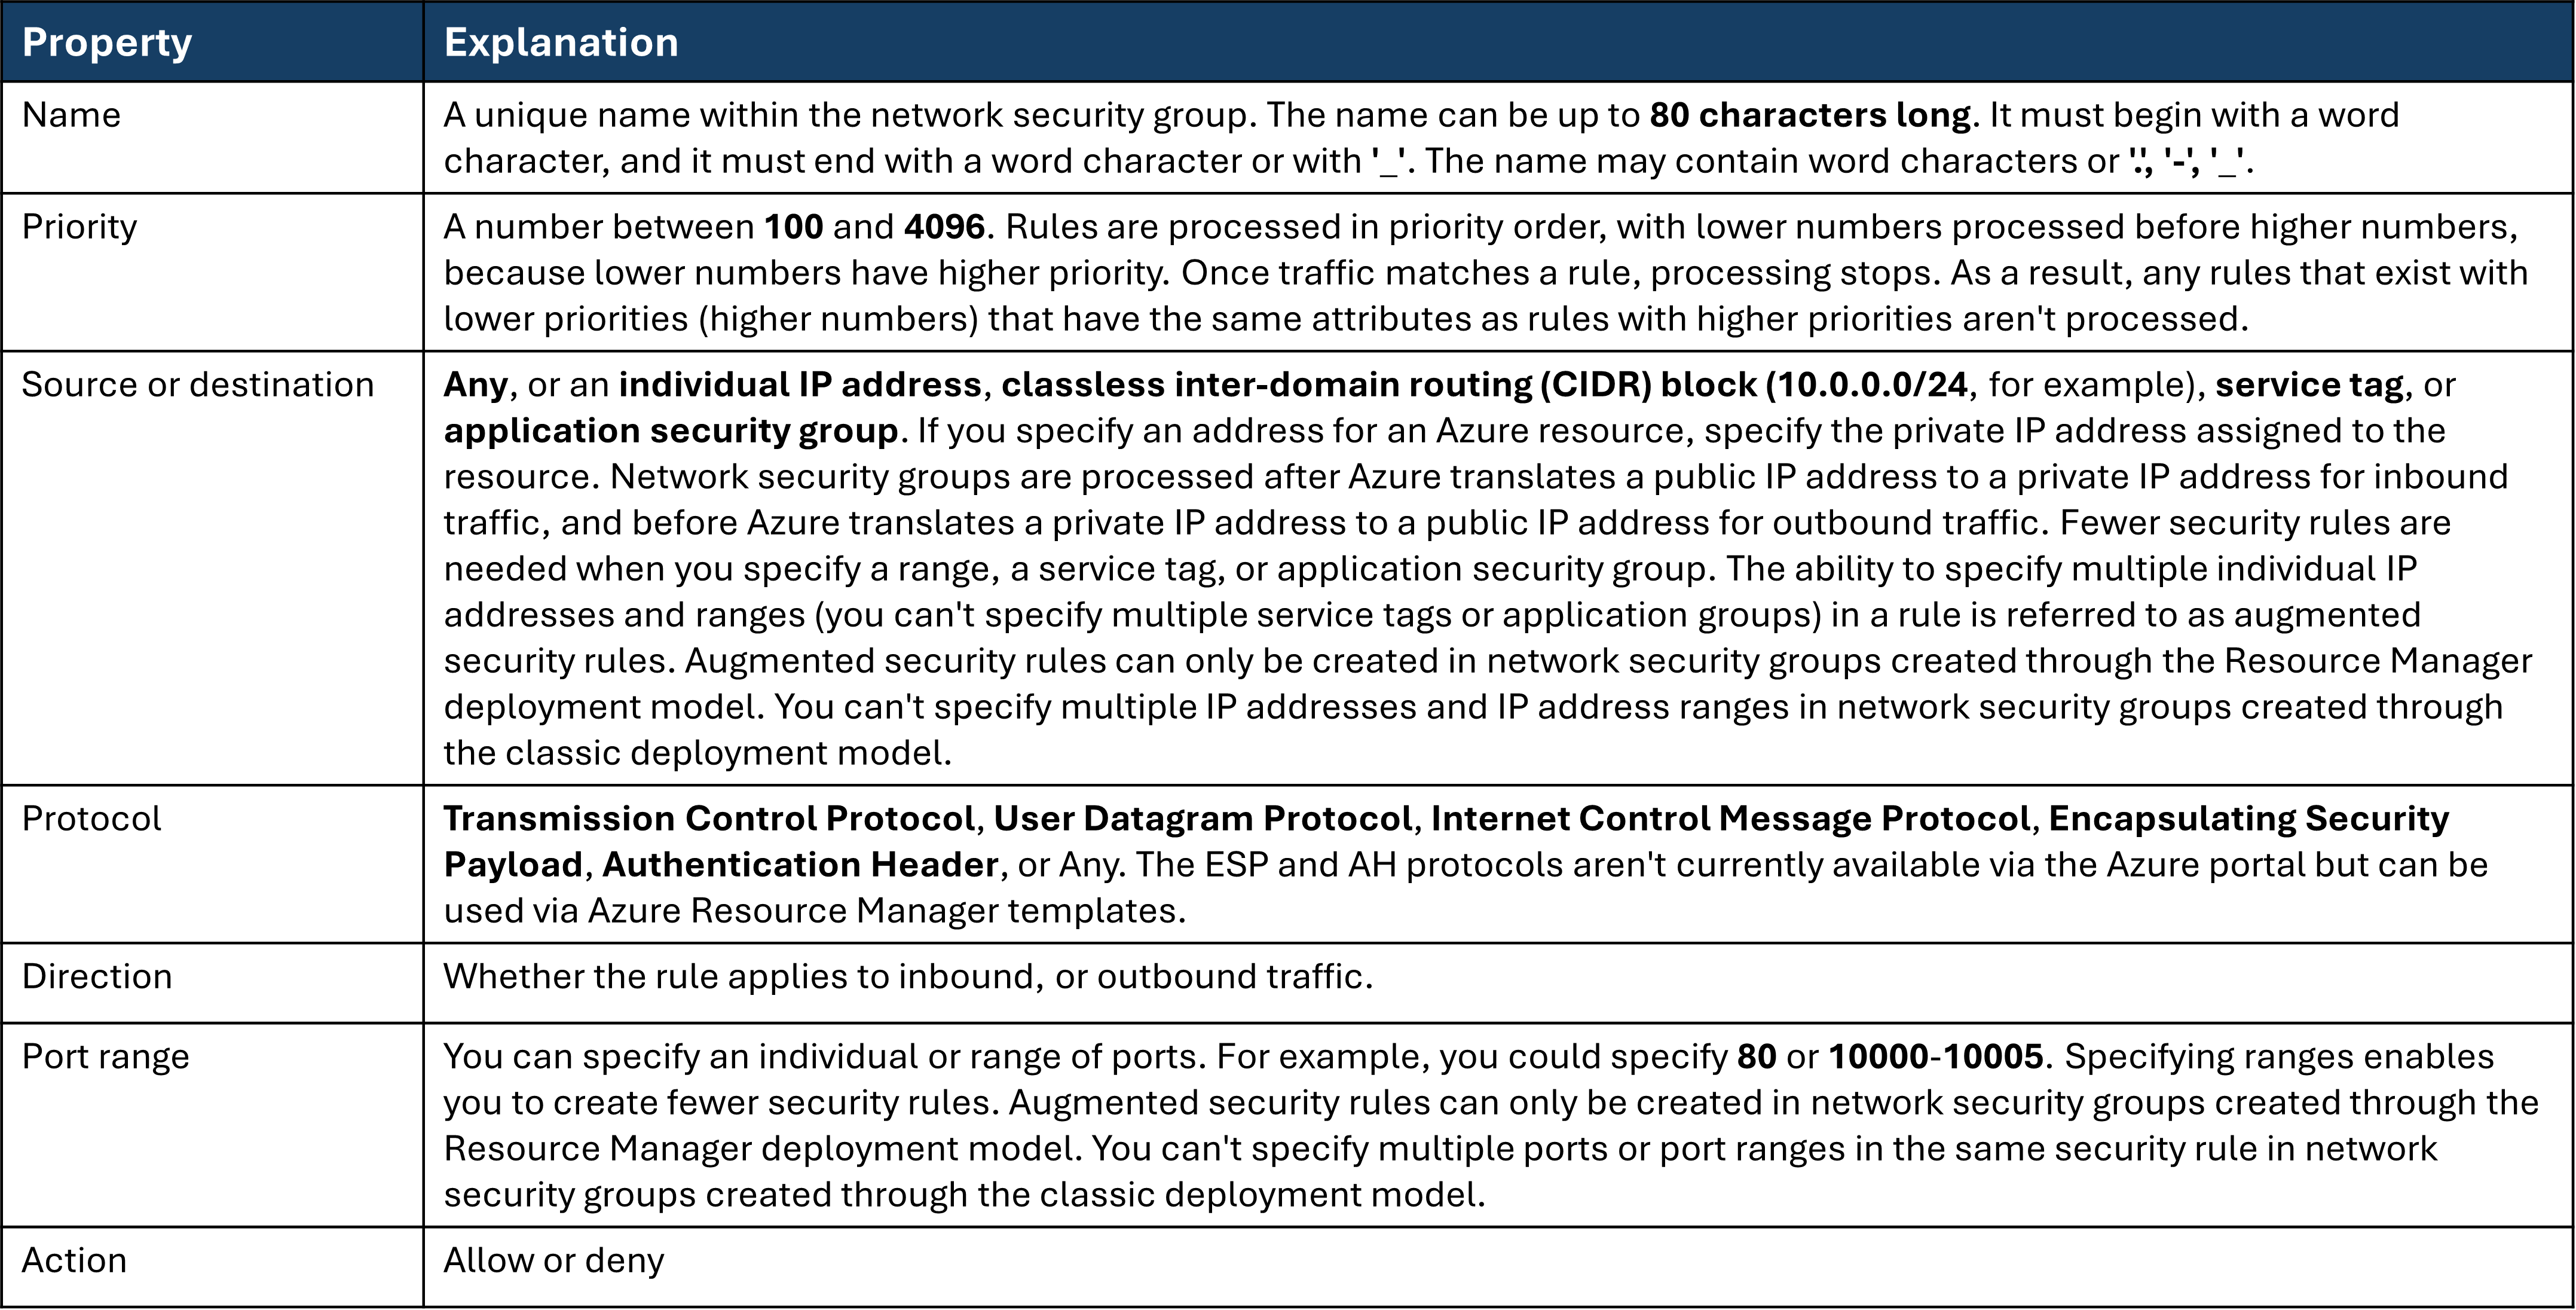 Property
Explanation
Name
A unique name within the network security group. The name can be up to 80 characters long. It must begin with a word
character, and it must end with a word character or with '_'. The name may contain word characters or '.', '-', '_'.
Priority
A number between 100 and 4096. Rules are processed in priority order, with lower numbers processed before higher numbers,
because lower numbers have higher priority. Once traffic matches a rule, processing stops. As a result, any rules that exist with
lower priorities (higher numbers) that have the same attributes as rules with higher priorities aren't processed.
Source or destination
Any, or an individual IP address, classless inter-domain routing (CIDR) block (10.0.0.0/24, for example), service tag, or
application security group. If you specify an address for an Azure resource, specify the private IP address assigned to the
resource. Network security groups are processed after Azure translates a public IP address to a private IP address for inbound
traffic, and before Azure translates a private IP address to a public IP address for outbound traffic. Fewer security rules are
needed when you specify a range, a service tag, or application security group. The ability to specify multiple individual IP
addresses and ranges (you can't specify multiple service tags or application groups) in a rule is referred to as augmented
security rules. Augmented security rules can only be created in network security groups created through the Resource Manager
deployment model. You can't specify multiple IP addresses and IP address ranges in network security groups created through
the classic deployment model.
Protocol
Transmission Control Protocol, User Datagram Protocol, Internet Control Message Protocol, Encapsulating Security
Payload, Authentication Header, or Any. The ESP and AH protocols aren't currently available via the Azure portal but can be
used via Azure Resource Manager templates.
Direction
Whether the rule applies to inbound, or outbound traffic.
Port range
You can specify an individual or range of ports. For example, you could specify 80 or 10000-10005. Specifying ranges enables
you to create fewer security rules. Augmented security rules can only be created in network security groups created through the
Resource Manager deployment model. You can't specify multiple ports or port ranges in the same security rule in network
security groups created through the classic deployment model.
Action
Allow or deny